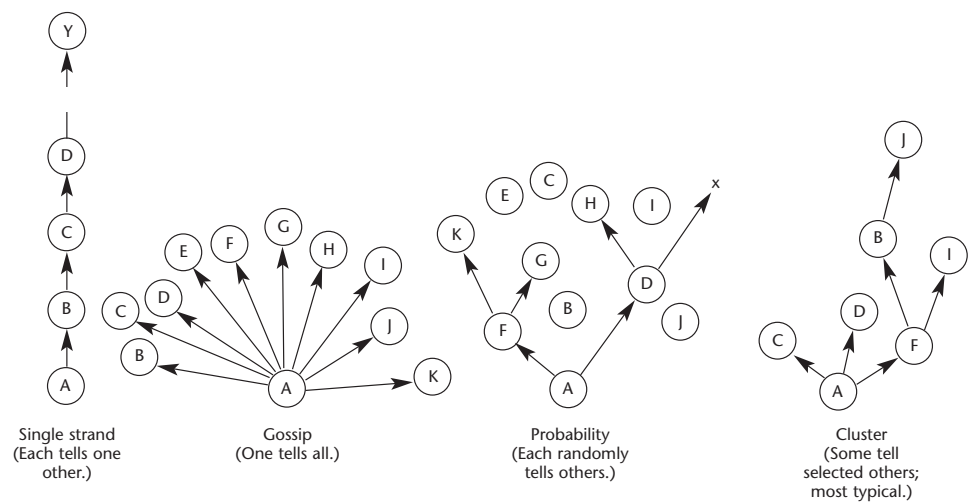 Y
D
C
B
A
Single strand
(Each tells one
other.)
G
F
H
E
I
D
C
J
B
K
A
Gossip
(One tells all.)
x
C
E
H
I
K
G
D
B
J
F
A
Probability
(Each randomly
tells others.)
J
B
I
D
C
F
A
Cluster
(Some tell
selected others;
most typical.)